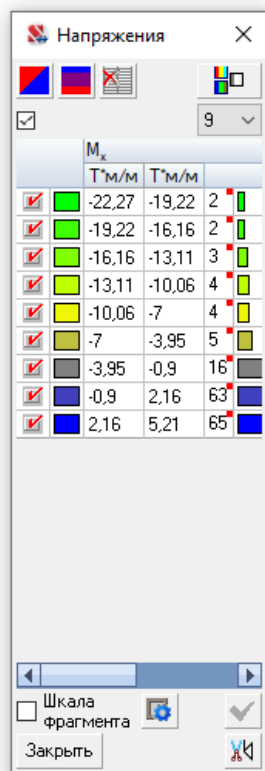 Напряжения
9
Mx
Т*м/м Т*м/м
-22,27 -19,22 2
-19,22 -16,16 2
-16,16 -13,11 3
-13,11 -10,06 4
-10,06 -7 4
-7 -3,95 5
-3,95 -0,9 16
-0,9 2,16 63
2,16 5,21 65
Шкала
фрагмента
Закрыть